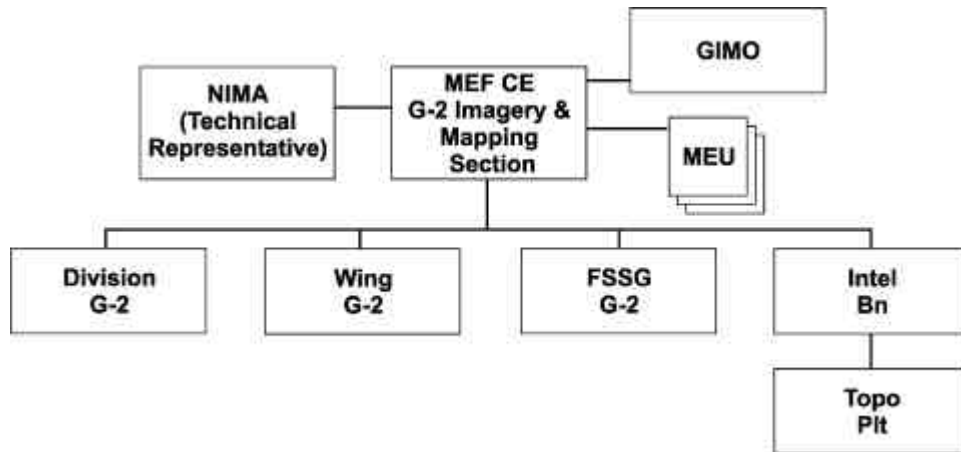 GIMO
NIMA
(Technical
Representative)
MEF CE
G-2 Imagery &
Mapping
Section
MEU
Division
G-2
Wing
G-2
FSSG
G-2
Intel
Bn
Topo
Plt